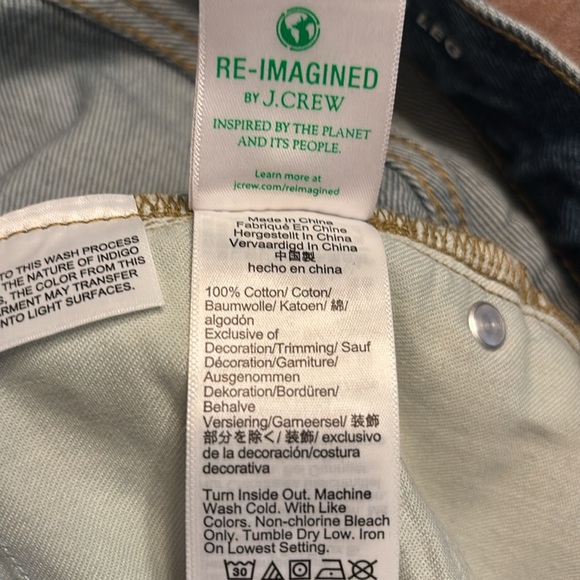 LEG
RE-IMAGINED
BY J.CREW
INSPIRED BY THE PLANET
AND ITS PEOPLE.
Learn more at
jcrew.com/reimagined
TO THIS WASH PROCESS
THE NATURE OF INDIGO
THE COLOR FROM THIS
MAY TRANSFER
LIGHT SURFACES.
Made In China
Fabriqué En Chine
Hergestellt In China
Vervaardigd In China
中国製
hecho en china
100% Cotton/ Coton/
Baumwolle/ Katoen/ 綿/
algodón
Exclusive of
Decoration/Trimming/ Sauf
Décoration/Garniture/
Ausgenommen
Dekoration/Bordüren/
Behalve
Versiering/Garneersel/ 装飾
部分を除く/ 装飾/ exclusivo
de la decoración/costura
decorativa
Turn Inside Out. Machine
Wash Cold. With Like
Colors. Non-chlorine Bleach
Only. Tumble Dry Low. Iron
On Lowest Setting.
30